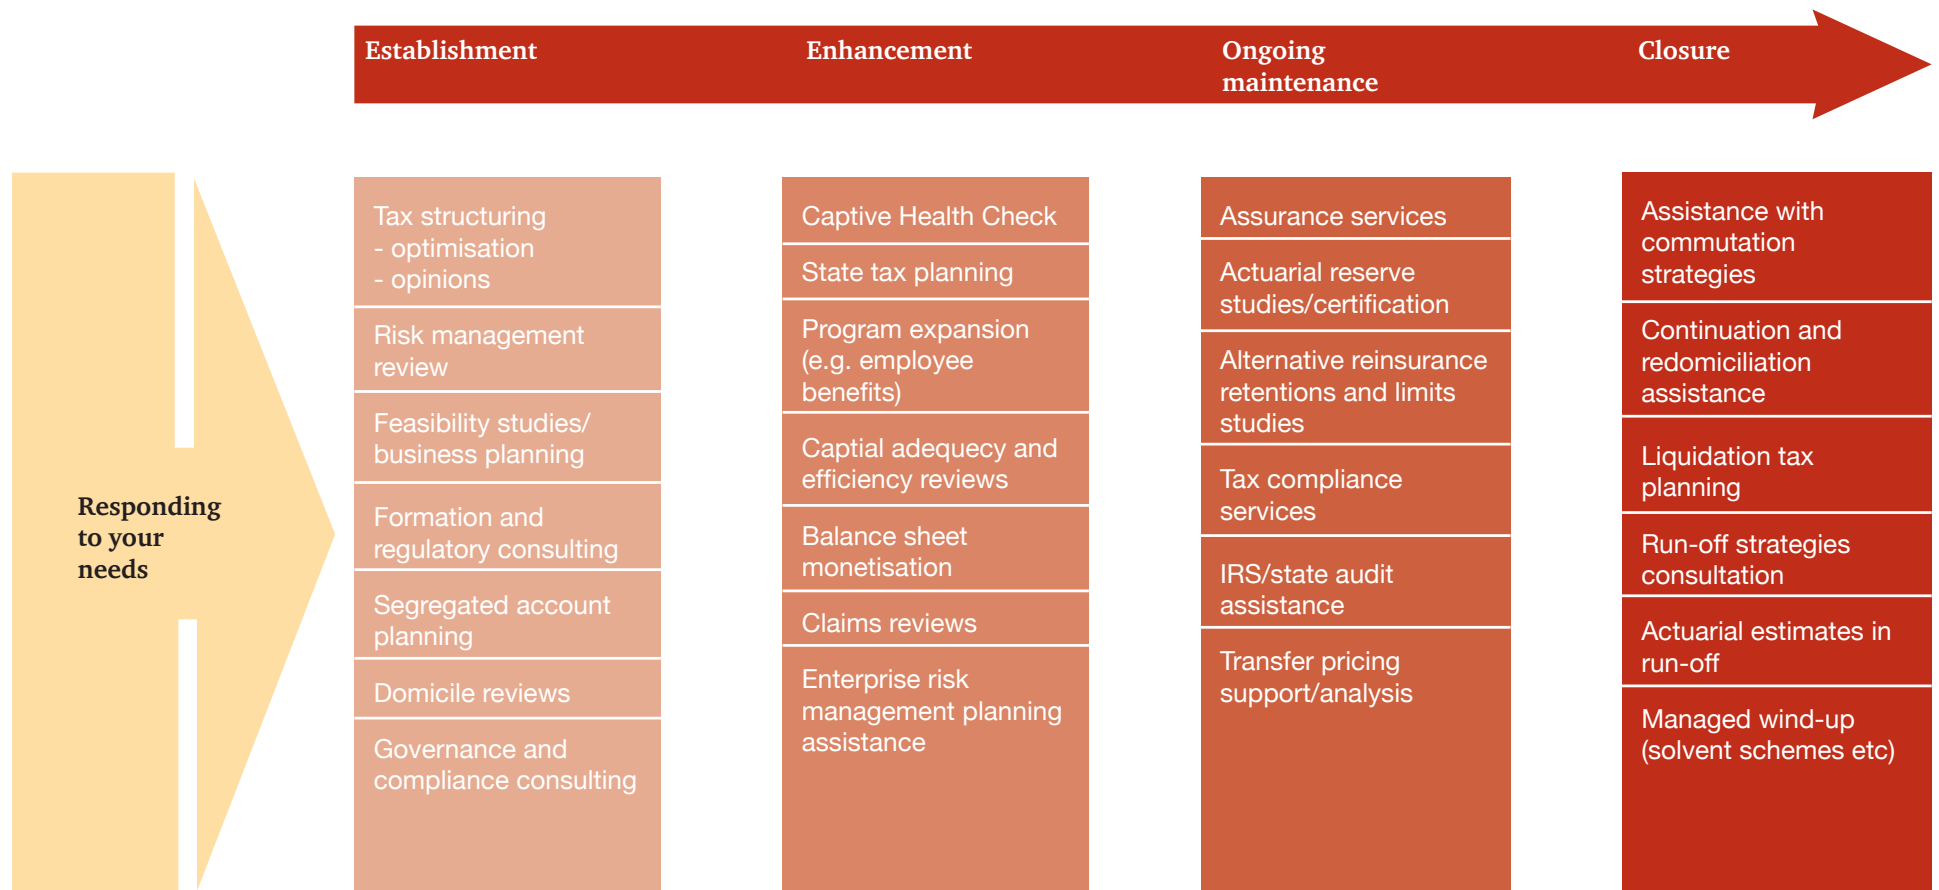 Establishment
Enhancement
Ongoing
maintenance
Closure
Responding
to your
needs
Tax structuring
- optimisation
- opinions
Risk management
review
Feasibility studies/
business planning
Formation and
regulatory consulting
Segregated account
planning
Domicile reviews
Governance and
compliance consulting
Captive Health Check
State tax planning
Program expansion
(e.g. employee
benefits)
Captial adequecy and
efficiency reviews
Balance sheet
monetisation
Claims reviews
Enterprise risk
management planning
assistance
Assurance services
Actuarial reserve
studies/certification
Alternative reinsurance
retentions and limits
studies
Tax compliance
services
IRS/state audit
assistance
Transfer pricing
support/analysis
Assistance with
commutation
strategies
Continuation and
redomiciliation
assistance
Liquidation tax
planning
Run-off strategies
consultation
Actuarial estimates in
run-off
Managed wind-up
(solvent schemes etc)